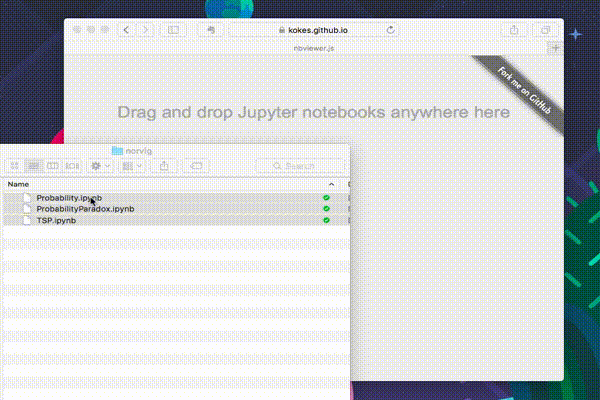 kokes.github.io
nbviewer.js
Fork me on GitHub
Drag and drop Jupyter notebooks anywhere here
norvig
Search
Name
Probability.ipynb
ProbabilityParadox.ipynb
TSP.ipynb